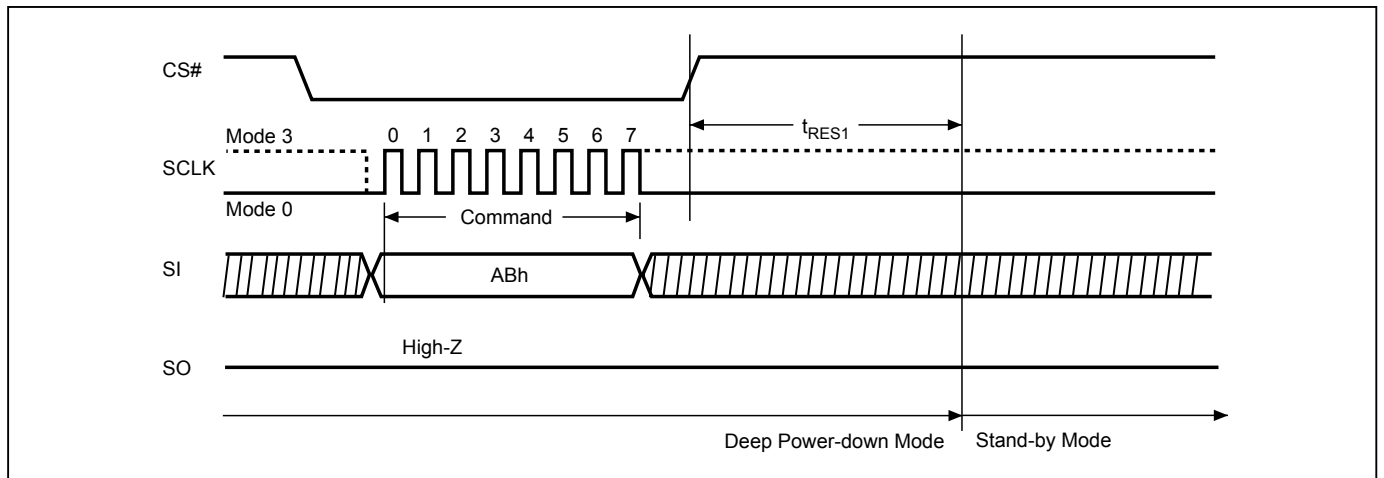 CS#
tRES1
Mode 3
0 1 2 3 4 5 6 7
SCLK
Mode 0
Command
SI
ABh
High-Z
SO
Deep Power-down Mode
Stand-by Mode